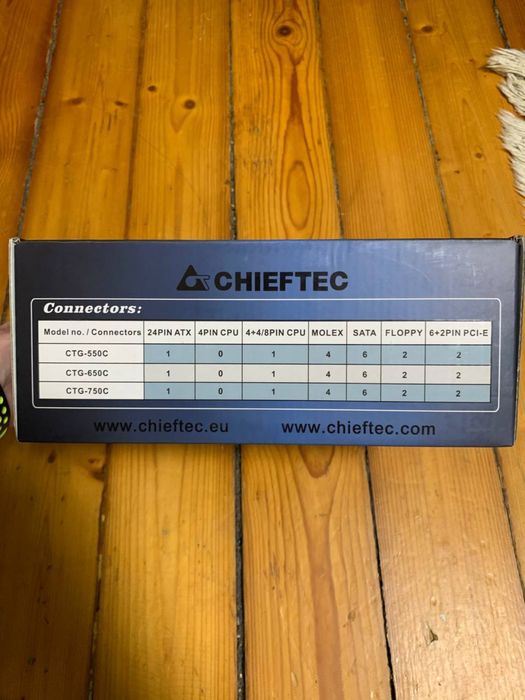 CHIEFTEC
Connectors:
Model no. / Connectors 24PIN ATX 4PIN CPU 4+4/8PIN CPU MOLEX SATA FLOPPY 6+2PIN PCI-E
CTG-550C 1 0 1 4 6 2 2
CTG-650C 1 0 1 4 6 2 2
CTG-750C 1 0 1 4 6 2 2
www.chieftec.eu www.chieftec.com